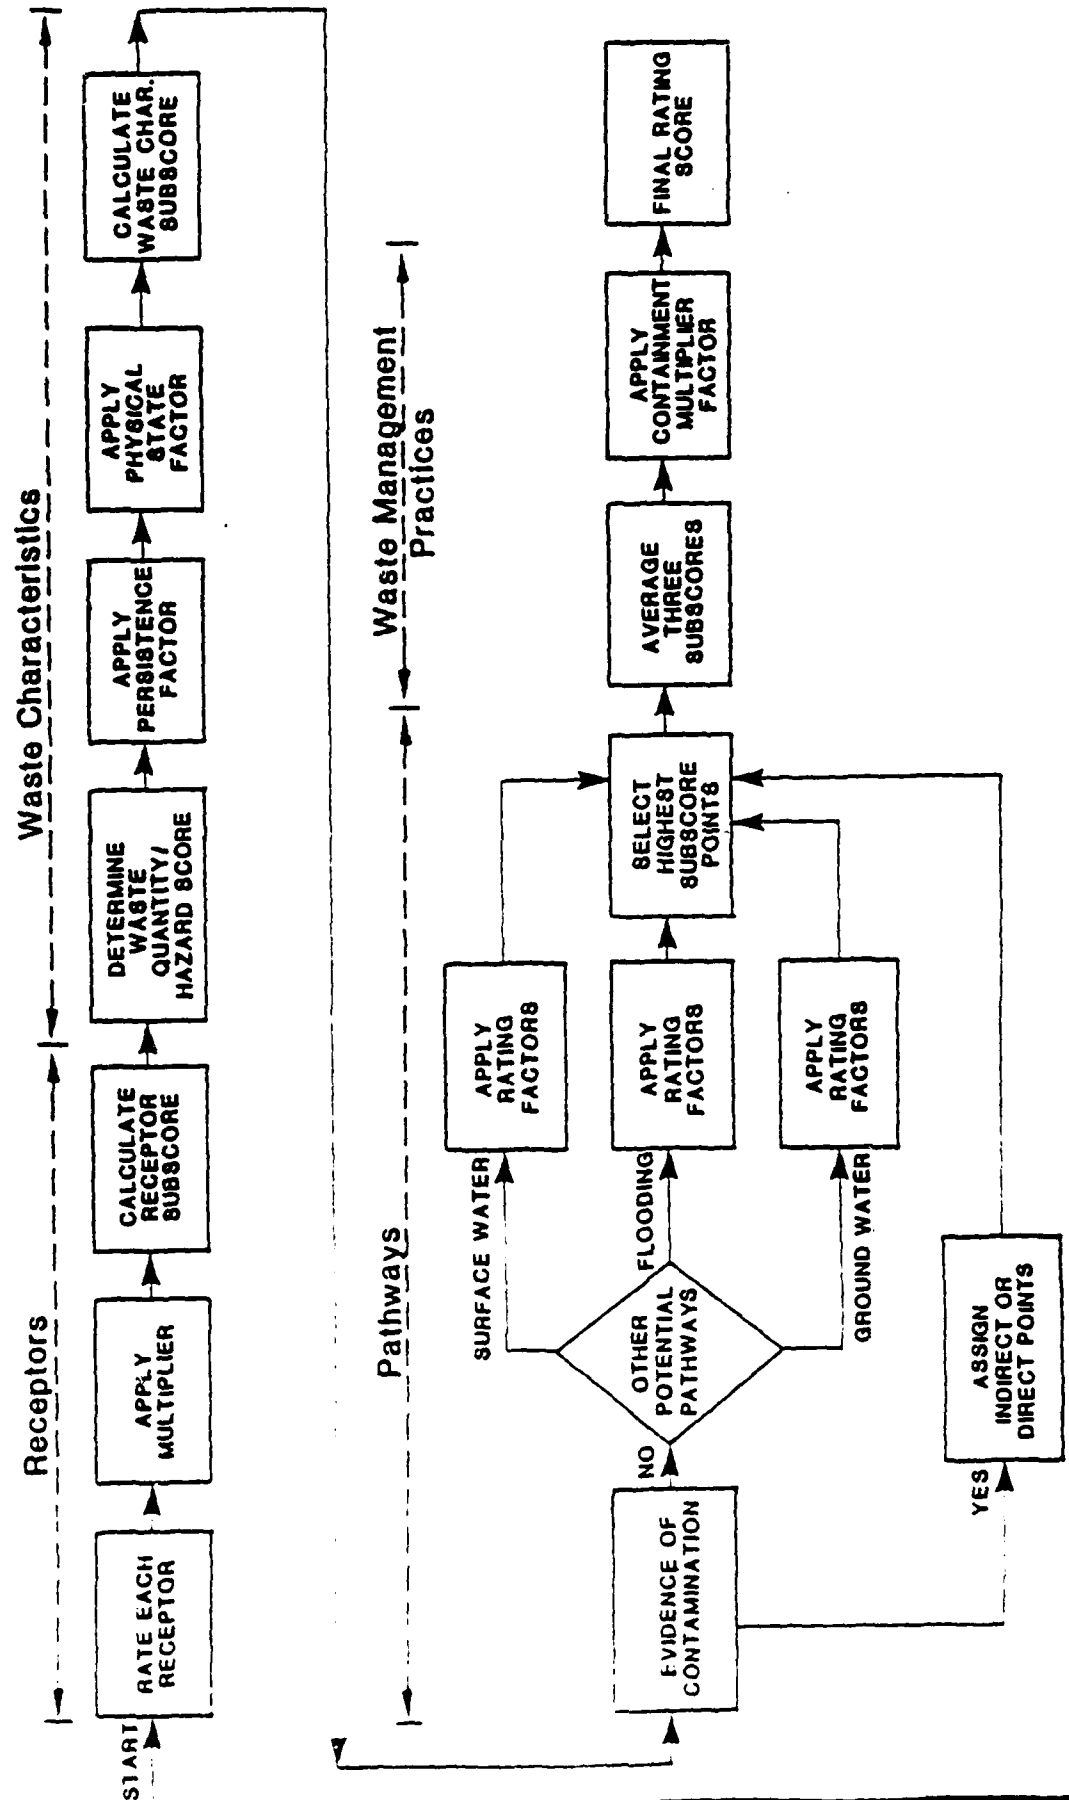 Receptors
Waste Characteristics
START
RATE EACH
RECEPTOR
APPLY
MULTIPLIER
CALCULATE
RECEPTOR
SUBSCORE
DETERMINE
WASTE
QUANTITY/
HAZARD SCORE
APPLY
PERSISTENCE
FACTOR
APPLY
PHYSICAL
STATE
FACTOR
CALCULATE
WASTE CHAR.
SUBSCORE
Pathways
Waste Management
Practices
EVIDENCE OF
CONTAMINATION
NO
YES
OTHER
POTENTIAL
PATHWAYS
SURFACE WATER
FLOODING
GROUND WATER
APPLY
RATING
FACTORS
APPLY
RATING
FACTORS
APPLY
RATING
FACTORS
ASSIGN
INDIRECT OR
DIRECT POINTS
SELECT
HIGHEST
SUBSCORE
POINTS
AVERAGE
THREE
SUBSCORES
APPLY
CONTAINMENT
MULTIPLIER
FACTOR
FINAL RATING
SCORE